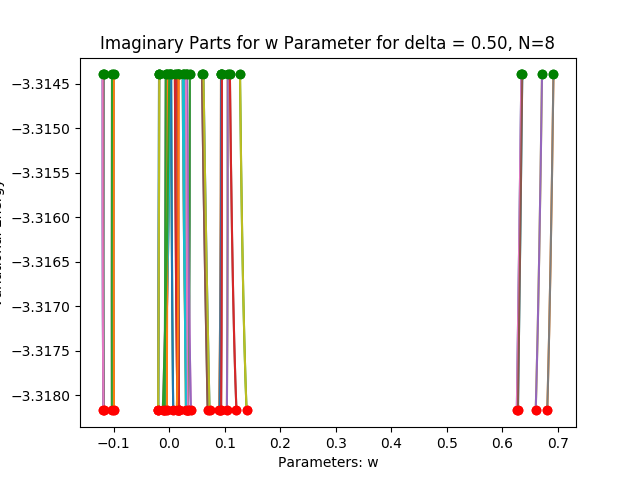 Imaginary Parts for w Parameter for delta = 0.50, N=8
−3.3145
−3.3150
−3.3155
−3.3160
−3.3165
−3.3170
−3.3175
−3.3180
−0.1 0.0 0.1 0.2 0.3 0.4 0.5 0.6 0.7
Parameters: w